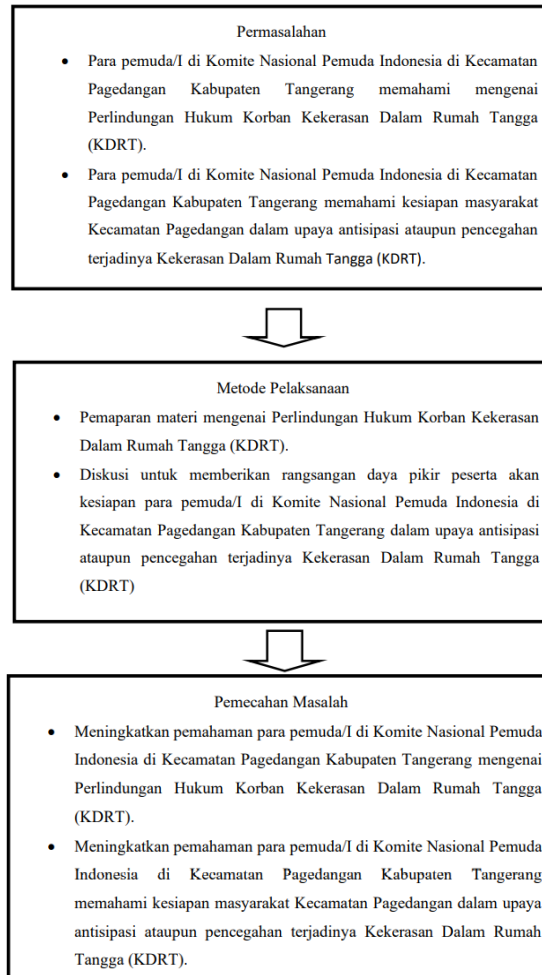 Permasalahan
• Para pemuda/I di Komite Nasional Pemuda Indonesia di Kecamatan
Pagedangan Kabupaten Tangerang memahami mengenai
Perlindungan Hukum Korban Kekerasan Dalam Rumah Tangga
(KDRT).
• Para pemuda/I di Komite Nasional Pemuda Indonesia di Kecamatan
Pagedangan Kabupaten Tangerang memahami kesiapan masyarakat
Kecamatan Pagedangan dalam upaya antisipasi ataupun pencegahan
terjadinya Kekerasan Dalam Rumah Tangga (KDRT).
Metode Pelaksanaan
• Pemaparan materi mengenai Perlindungan Hukum Korban Kekerasan
Dalam Rumah Tangga (KDRT).
• Diskusi untuk memberikan rangsangan daya pikir peserta akan
kesiapan para pemuda/I di Komite Nasional Pemuda Indonesia di
Kecamatan Pagedangan Kabupaten Tangerang dalam upaya antisipasi
ataupun pencegahan terjadinya Kekerasan Dalam Rumah Tangga
(KDRT)
Pemecahan Masalah
• Meningkatkan pemahaman para pemuda/I di Komite Nasional Pemuda
Indonesia di Kecamatan Pagedangan Kabupaten Tangerang mengenai
Perlindungan Hukum Korban Kekerasan Dalam Rumah Tangga
(KDRT).
• Meningkatkan pemahaman para pemuda/I di Komite Nasional Pemuda
Indonesia di Kecamatan Pagedangan Kabupaten Tangerang
memahami kesiapan masyarakat Kecamatan Pagedangan dalam upaya
antisipasi ataupun pencegahan terjadinya Kekerasan Dalam Rumah
Tangga (KDRT).